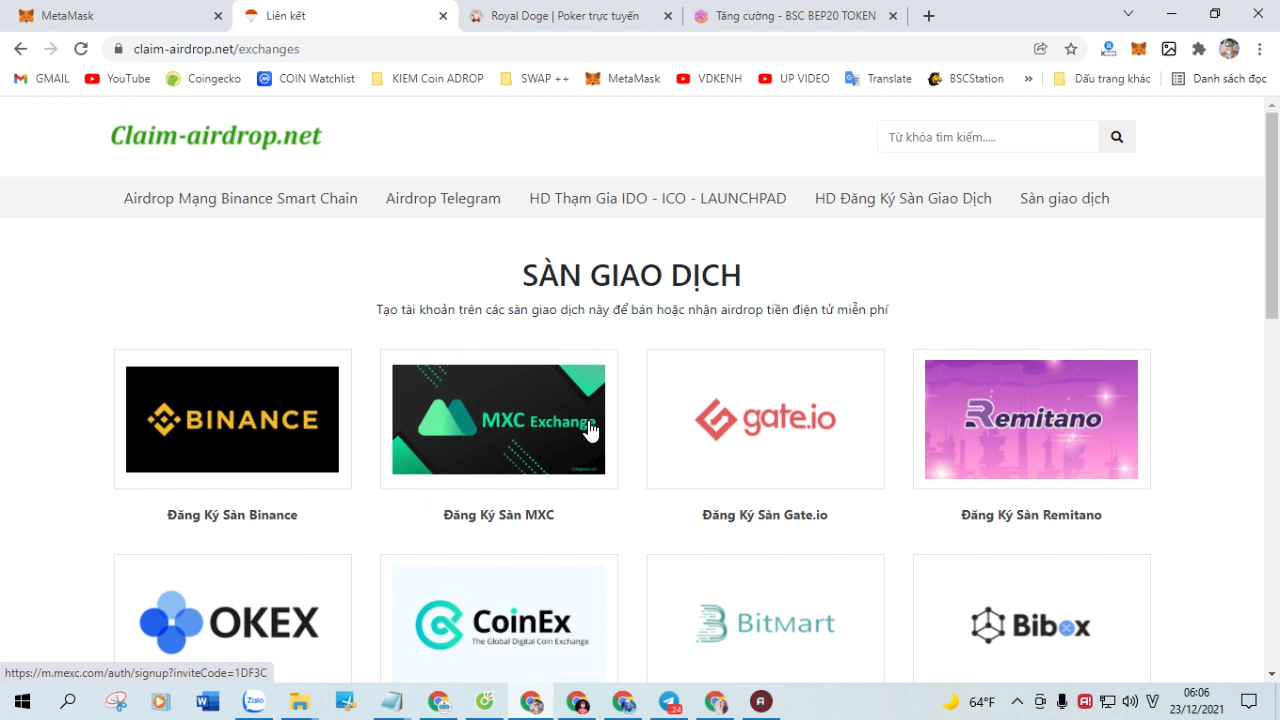 MetaMask
Liên kết
Royal Doge | Poker trực tuyến
Tăng cường - BSC BEP20 TOKEN
claim-airdrop.net/exchanges
GMAIL
YouTube
Coingecko
COIN Watchlist
KIEM Coin ADROP
SWAP ++
MetaMask
VDKENH
UP VIDEO
Translate
BSCStation
»
Dấu trang khác
Danh sách đọc
Claim-airdrop.net
Từ khóa tìm kiếm.....
Airdrop Mạng Binance Smart Chain
Airdrop Telegram
HD Thạm Gia IDO - ICO - LAUNCHPAD
HD Đăng Ký Sàn Giao Dịch
Sàn giao dịch
SÀN GIAO DỊCH
Tạo tài khoản trên các sàn giao dịch này để bán hoặc nhận airdrop tiền điện tử miễn phí
BINANCE
MXC Exchange
gate.io
Remitano
Đăng Ký Sàn Binance
Đăng Ký Sàn MXC
Đăng Ký Sàn Gate.io
Đăng Ký Sàn Remitano
OKEX
CoinEx
The Global Digital Coin Exchange
BitMart
Bibox
https://m.mexc.com/auth/signup?inviteCode=1DF3C
Zalo
24
64°F
06:06
23/12/2021